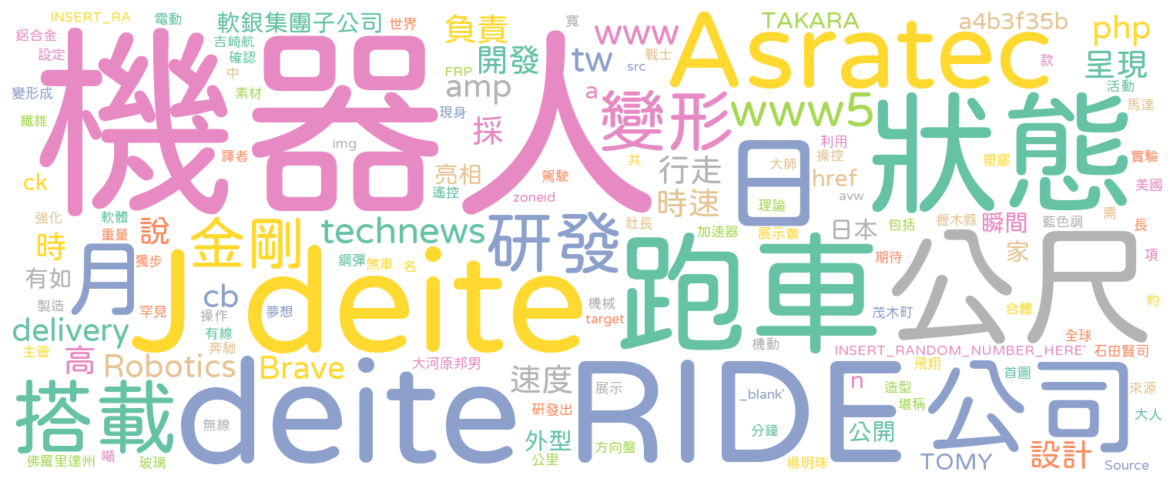 INSERT_RA
電動
軟銀集團子公司
世界
負責
寬
www
TAKARA
a4b3f35b
php
鋁合金
設定
吉崎航
確認
中
FRP
開發
tw
src
戰士
款
Asratec
呈現
活動
變形成
素材
機器人
現身
amp
採
a
變形
www5
利用
狀態
馬達
纖維
譯者
img
共
行走
日
大師
操控
塑膠
實驗
ck
亮相
駕駛
href
美國
遙控
zoneid
時速
理論
avw
強化
軟體
重量
說
金剛
technews
研發
社長
加速器
展示會
日本
包括
櫪木縣
瞬間
藍色調
需
長
時
月
獨步
鋼彈
煞車
名
跑車
期待
家
公尺
項
有如
cb
製造
罕見
操作
夢想
J
deite
機械
茂木町
合體
約
delivery
有線
target
機動
全球
主管
高
奔馳
大河原邦男
INSERT_RANDOM_NUMBER_HERE'
石田賢司
Robotics
Brave
速度
展示
_blank'
n
飛翔
首圖
來源
搭載
deite
RIDE
造型
堪稱
公司
大人
無線
研發出
外型
方向盤
分鐘
公開
佛羅里達州
噸
玻璃
公里
楊明珠
TOMY
設計
Source